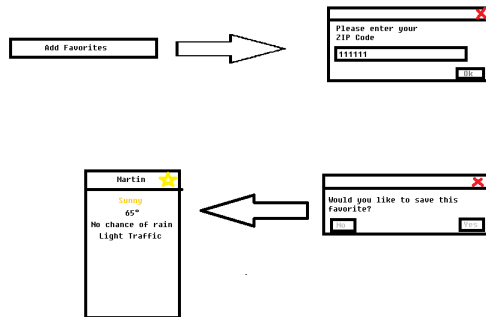 Add Favorites
Please enter your
ZIP Code
111111
Ok
Martin
Sunny
65°
No chance of rain
Light Traffic
Would you like to save this
favorite?
No
Yes